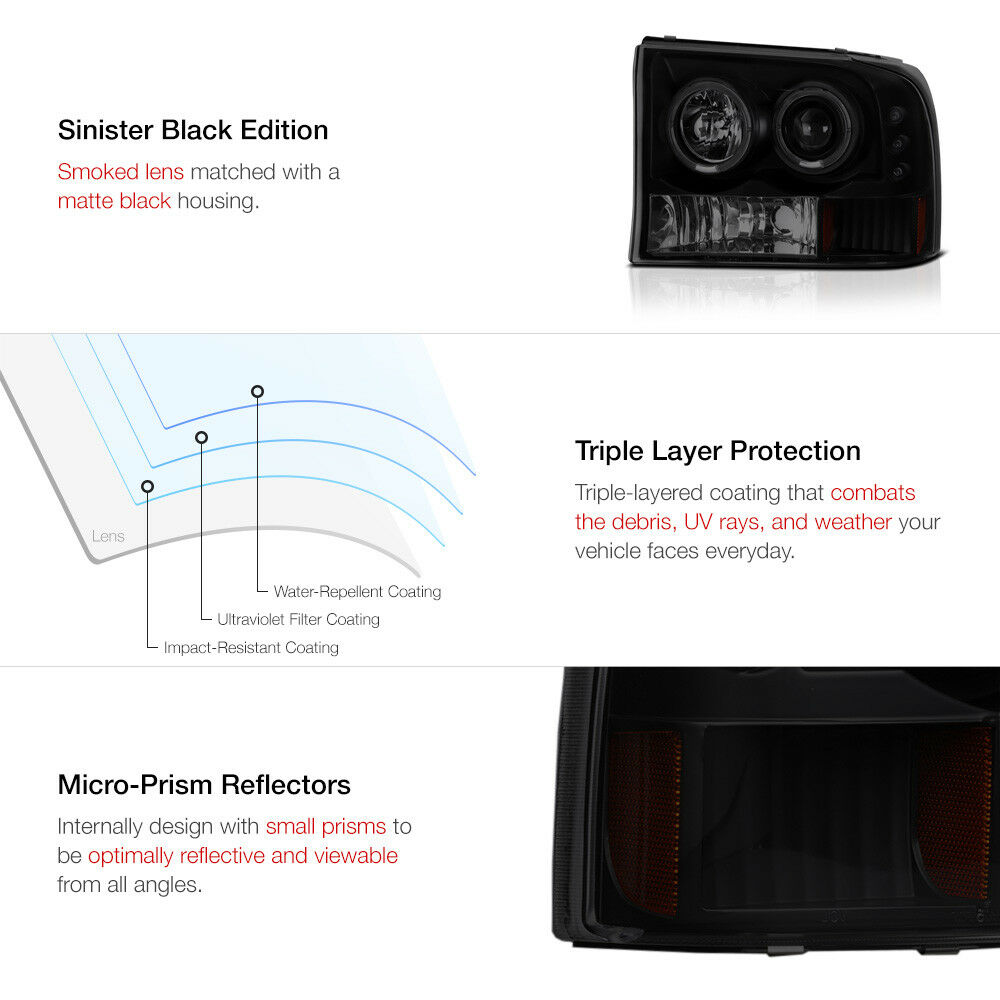 Sinister Black Edition
Smoked lens matched with a
matte black housing.
Lens
Water-Repellent Coating
Ultraviolet Filter Coating
Impact-Resistant Coating
Triple Layer Protection
Triple-layered coating that combats
the debris, UV rays, and weather your
vehicle faces everyday.
Micro-Prism Reflectors
Internally design with small prisms to
be optimally reflective and viewable
from all angles.